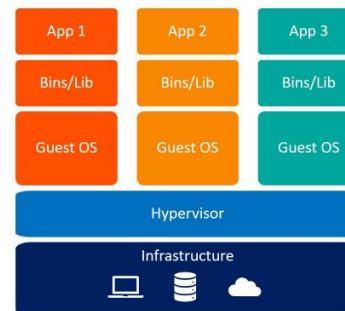 App 1 App 2 App 3
Bins/Lib Bins/Lib Bins/Lib
Guest OS Guest OS Guest OS
Hypervisor
Infrastructure